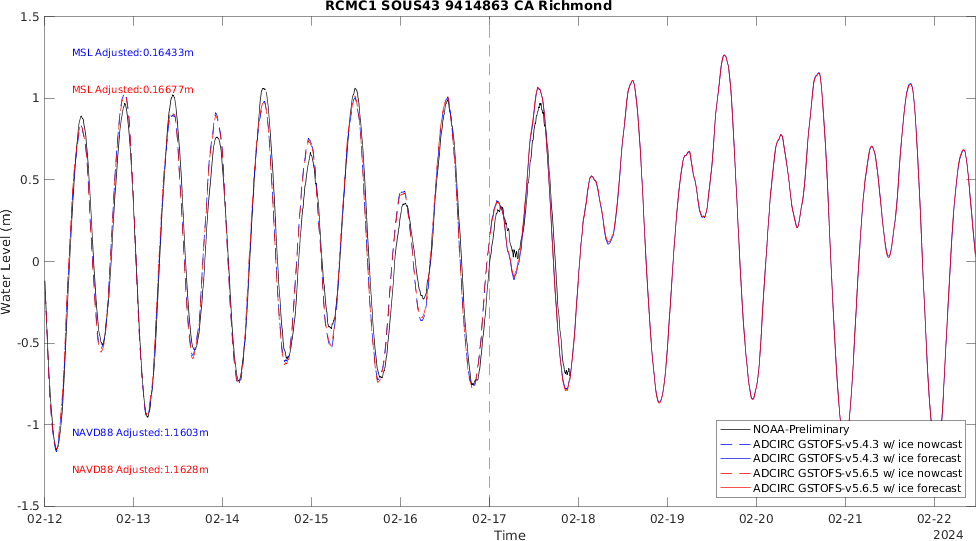 RCMC1 SOUS43 9414863 CA Richmond
1.5
MSL Adjusted:0.16433m
MSL Adjusted:0.16677m
1
0.5
0
-0.5
-1
-1.5
Water Level (m)
NAVD88 Adjusted:1.1603m
NAVD88 Adjusted:1.1628m
NOAA-Preliminary
ADCIRC GSTOFS-v5.4.3 w/ ice nowcast
ADCIRC GSTOFS-v5.4.3 w/ ice forecast
ADCIRC GSTOFS-v5.6.5 w/ ice nowcast
ADCIRC GSTOFS-v5.6.5 w/ ice forecast
02-12 02-13 02-14 02-15 02-16 02-17 02-18 02-19 02-20 02-21 02-22
Time
2024